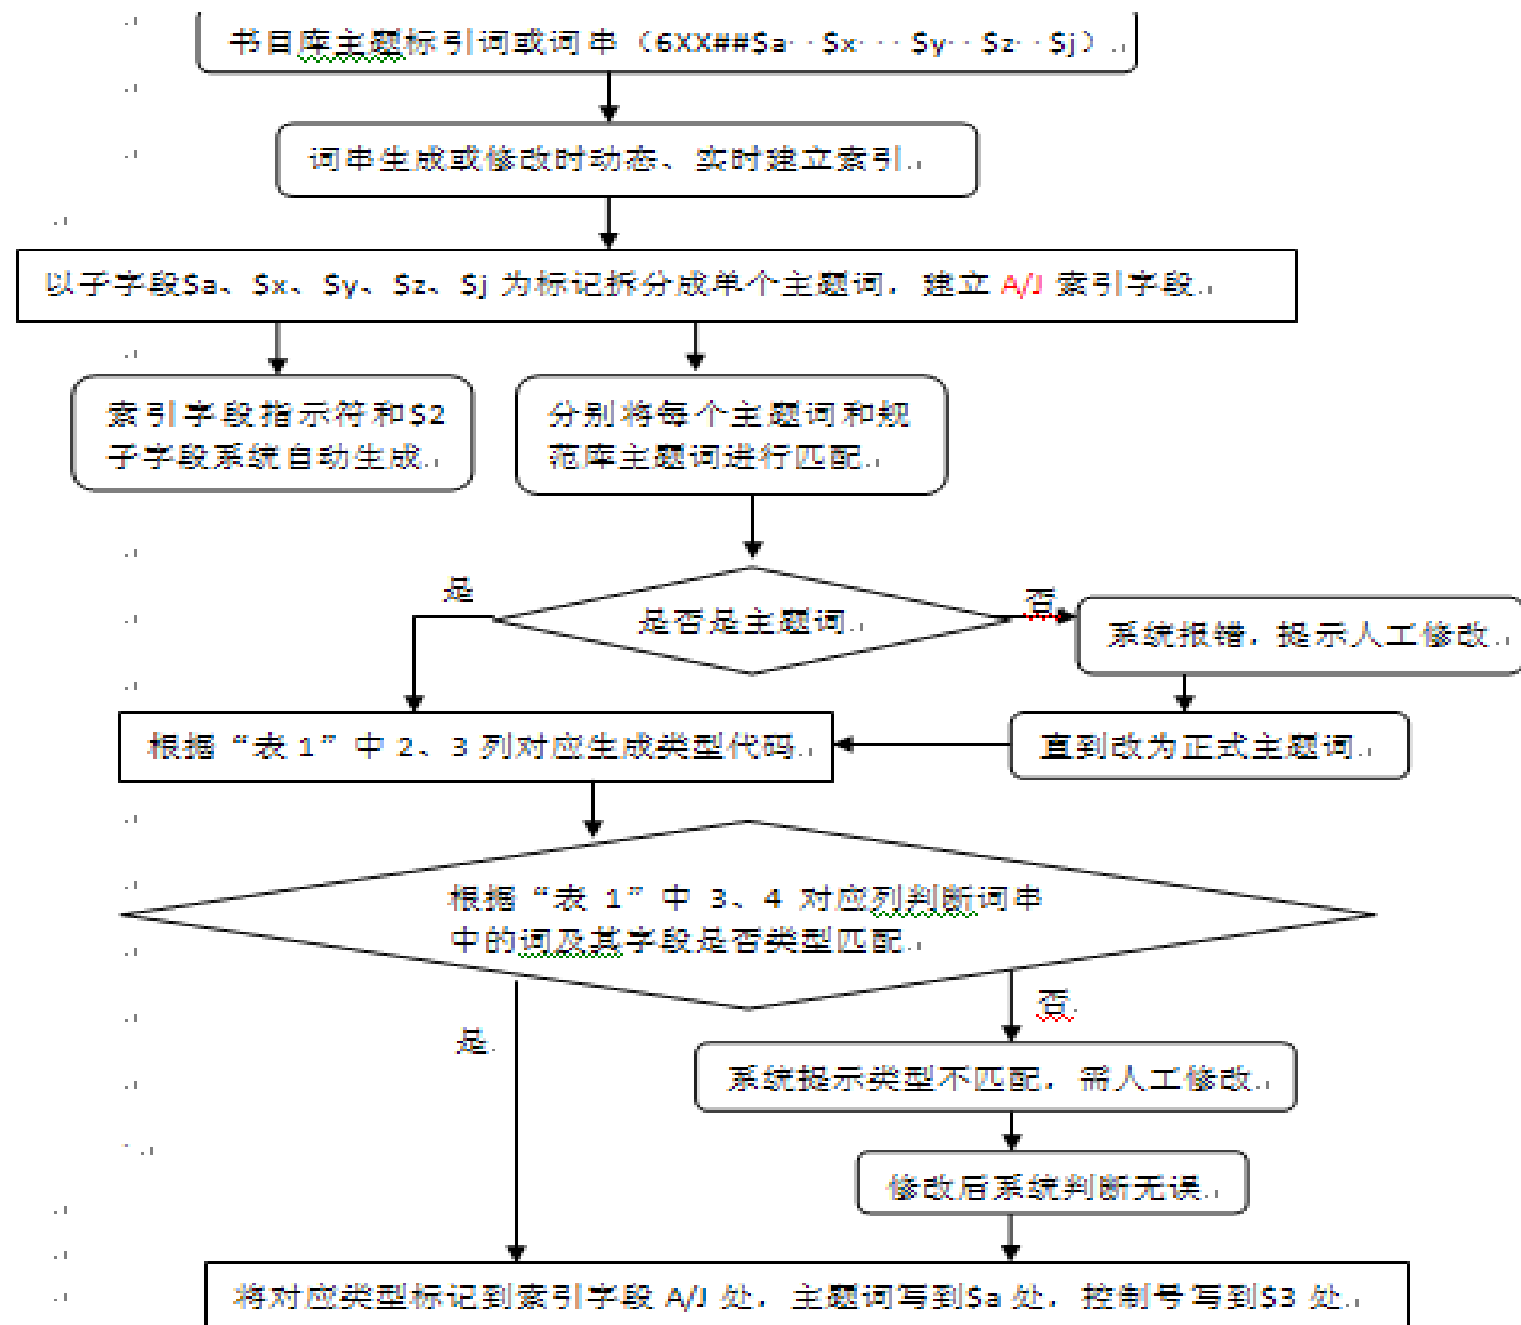 书目库主题标引词或词串（6XX##$a··$x···$y··$z··$j）
词串生成或修改时动态、实时建立索引
以子字段$a、$x、$y、$z、$j 为标记拆分成单个主题词，建立 A/J 索引字段
索引字段指示符和$2
子字段系统自动生成
分别将每个主题词和规
范库主题词进行匹配
是
是否是主题词
否
系统报错，提示人工修改
根据“表 1”中 2、3 列对应生成类型代码
直到改为正式主题词
根据“表 1”中 3、4 对应列判断词串
中的词及其字段是否类型匹配
否
是
系统提示类型不匹配，需人工修改
修改后系统判断无误
将对应类型标记到索引字段 A/J 处，主题词写到$a 处，控制号写到$3 处